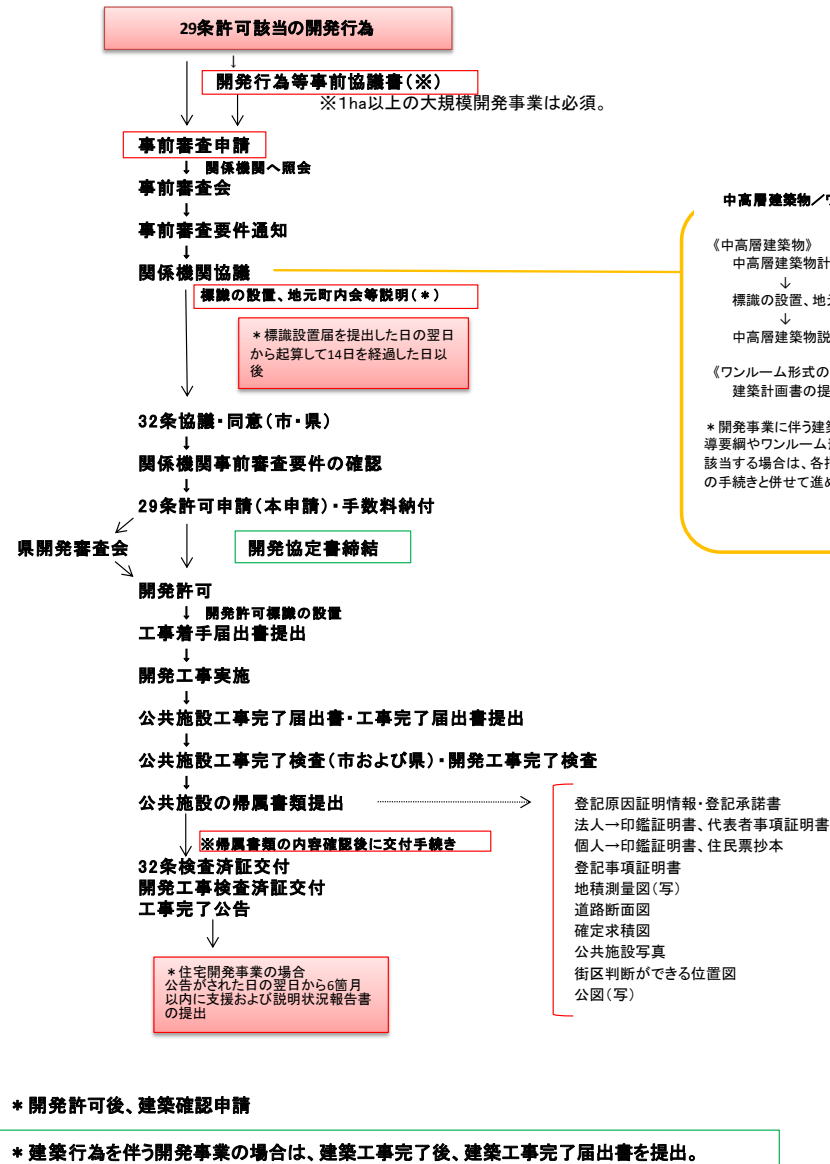 29条許可該当の開発行為
↓
開発行為等事前協議書(※)
※1ha以上の大規模開発事業は必須。
事前審査申請
↓ 関係機関へ照会
事前審査会
↓
事前審査要件通知
↓
関係機関協議
標識の設置、地元町内会等説明(*)
*標識設置届を提出した日の翌日
から起算して14日を経過した日以
後
32条協議・同意(市・県)
↓
関係機関事前審査要件の確認
↓
29条許可申請(本申請)・手数料納付
県開発審査会
開発協定書締結
開発許可
↓ 開発許可標識の設置
工事着手届出書提出
↓
開発工事実施
↓
公共施設工事完了届出書・工事完了届出書提出
↓
公共施設工事完了検査(市および県)・開発工事完了検査
↓
公共施設の帰属書類提出
※帰属書類の内容確認後に交付手続き
32条検査済証交付
開発工事検査済証交付
工事完了公告
*住宅開発事業の場合
公告がされた日の翌日から6箇月
以内に支援および説明状況報告書
の提出
中高層建築物/
《中高層建築物》
中高層建築物計
↓
標識の設置、地
↓
中高層建築物説
《ワンルーム形式の
建築計画書の提
*開発事業に伴う建築
導要綱やワンルーム
該当する場合は、各
の手続きと併せて進め
登記原因証明情報・登記承諾書
法人→印鑑証明書、代表者事項証明書
個人→印鑑証明書、住民票抄本
登記事項証明書
地積測量図(写)
道路断面図
確定求積図
公共施設写真
街区判断ができる位置図
公図(写)
*開発許可後、建築確認申請
*建築行為を伴う開発事業の場合は、建築工事完了後、建築工事完了届出書を提出。